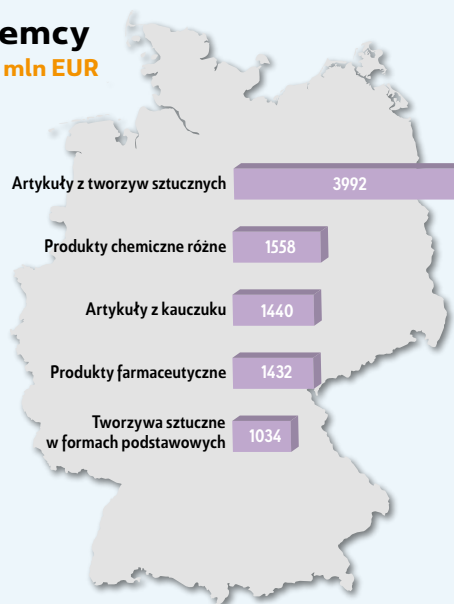 emcy
mln EUR
Artykuły z tworzyw sztucznych
3992
Produkty chemiczne różne
1558
Artykuły z kauczuku
1440
Produkty farmaceutyczne
1432
Tworzywa sztuczne
w formach podstawowych
1034